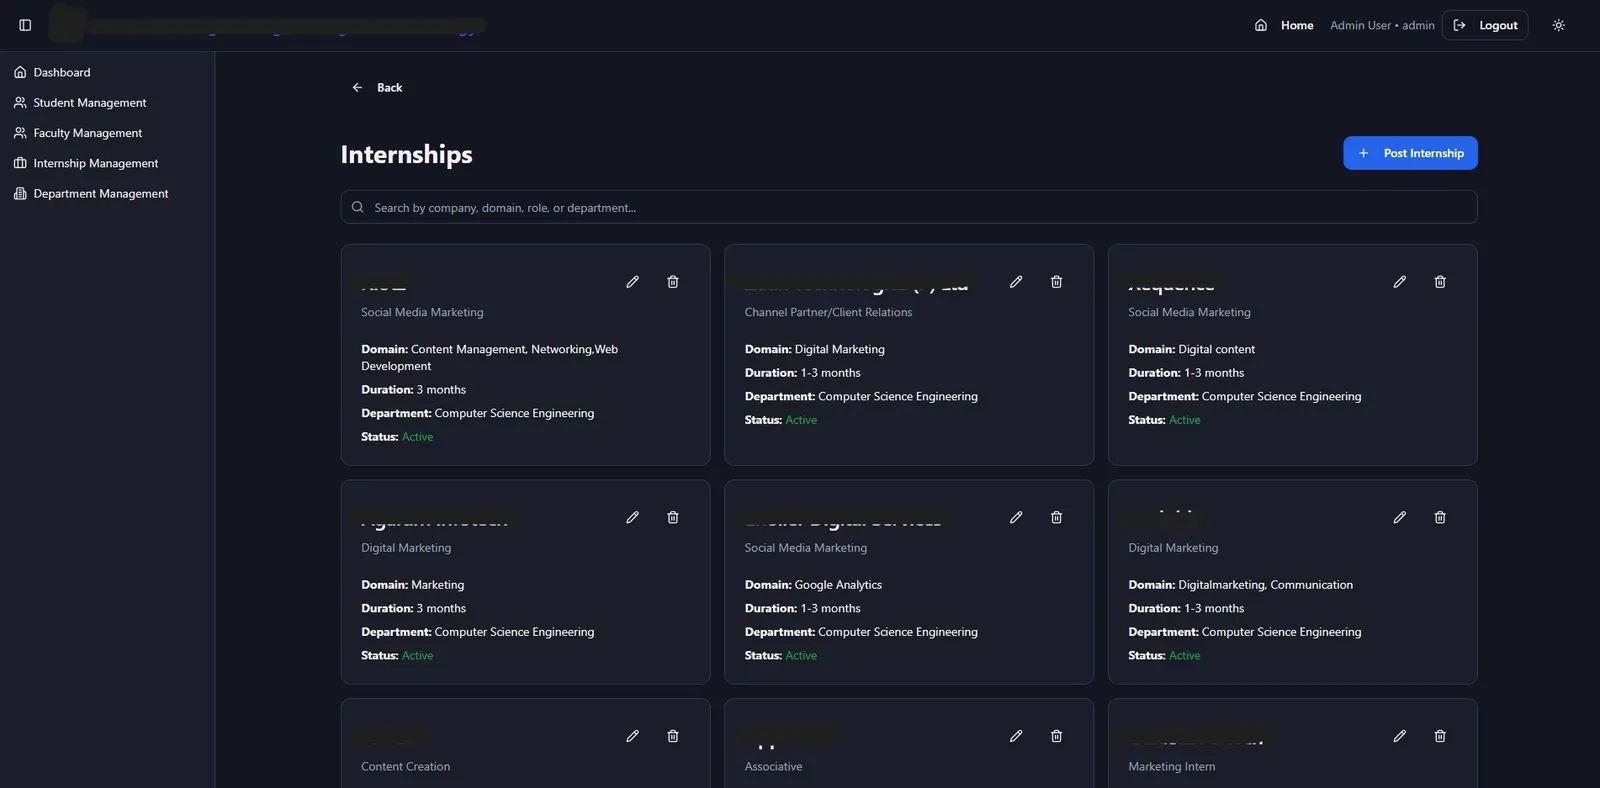 Home
Admin User • admin
Logout
Dashboard
Student Management
Faculty Management
Internship Management
Department Management
Back
Internships
Post Internship
Search by company, domain, role, or department...
Social Media Marketing
Domain: Content Management, Networking,Web
Development
Duration: 3 months
Department: Computer Science Engineering
Status: Active
Channel Partner/Client Relations
Domain: Digital Marketing
Duration: 1-3 months
Department: Computer Science Engineering
Status: Active
Social Media Marketing
Domain: Digital content
Duration: 1-3 months
Department: Computer Science Engineering
Status: Active
Digital Marketing
Domain: Marketing
Duration: 3 months
Department: Computer Science Engineering
Status: Active
Social Media Marketing
Domain: Google Analytics
Duration: 1-3 months
Department: Computer Science Engineering
Status: Active
Digital Marketing
Domain: Digitalmarketing, Communication
Duration: 1-3 months
Department: Computer Science Engineering
Status: Active
Content Creation
Associative
Marketing Intern